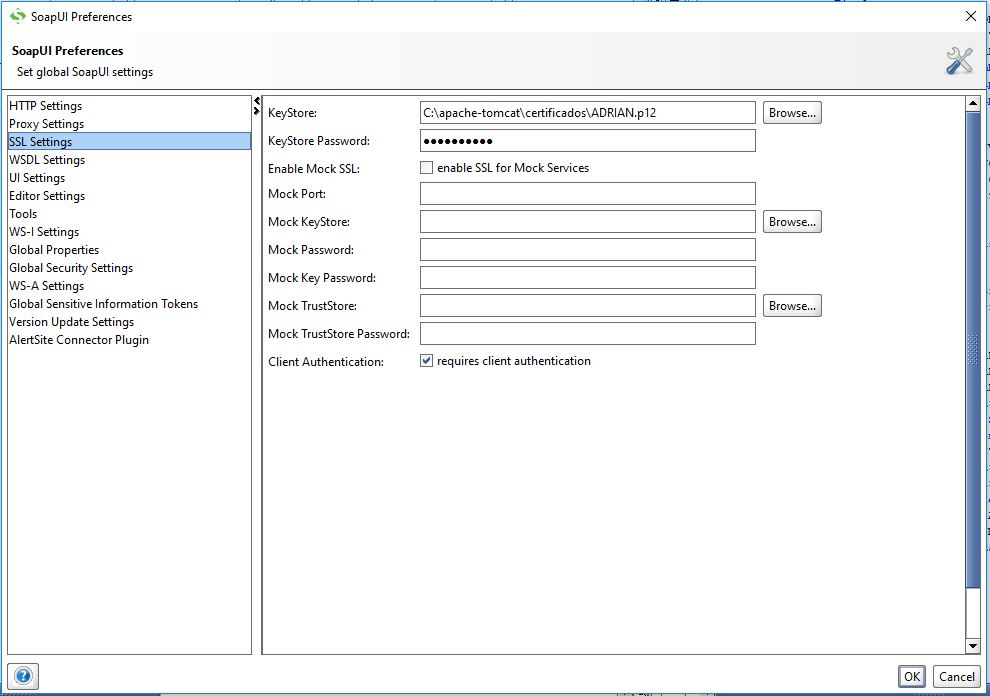 SoapUI Preferences
SoapUI Preferences
Set global SoapUI settings
HTTP Settings
Proxy Settings
SSL Settings
WSDL Settings
UI Settings
Editor Settings
Tools
WS-I Settings
Global Properties
Global Security Settings
WS-A Settings
Global Sensitive Information Tokens
Version Update Settings
AlertSite Connector Plugin
KeyStore: C:\apache-tomcat\certificados\ADRIAN.p12 Browse...
KeyStore Password: ●●●●●●●●●●
Enable Mock SSL: enable SSL for Mock Services
Mock Port:
Mock KeyStore: Browse...
Mock Password:
Mock Key Password:
Mock TrustStore: Browse...
Mock TrustStore Password:
Client Authentication: requires client authentication
OK Cancel